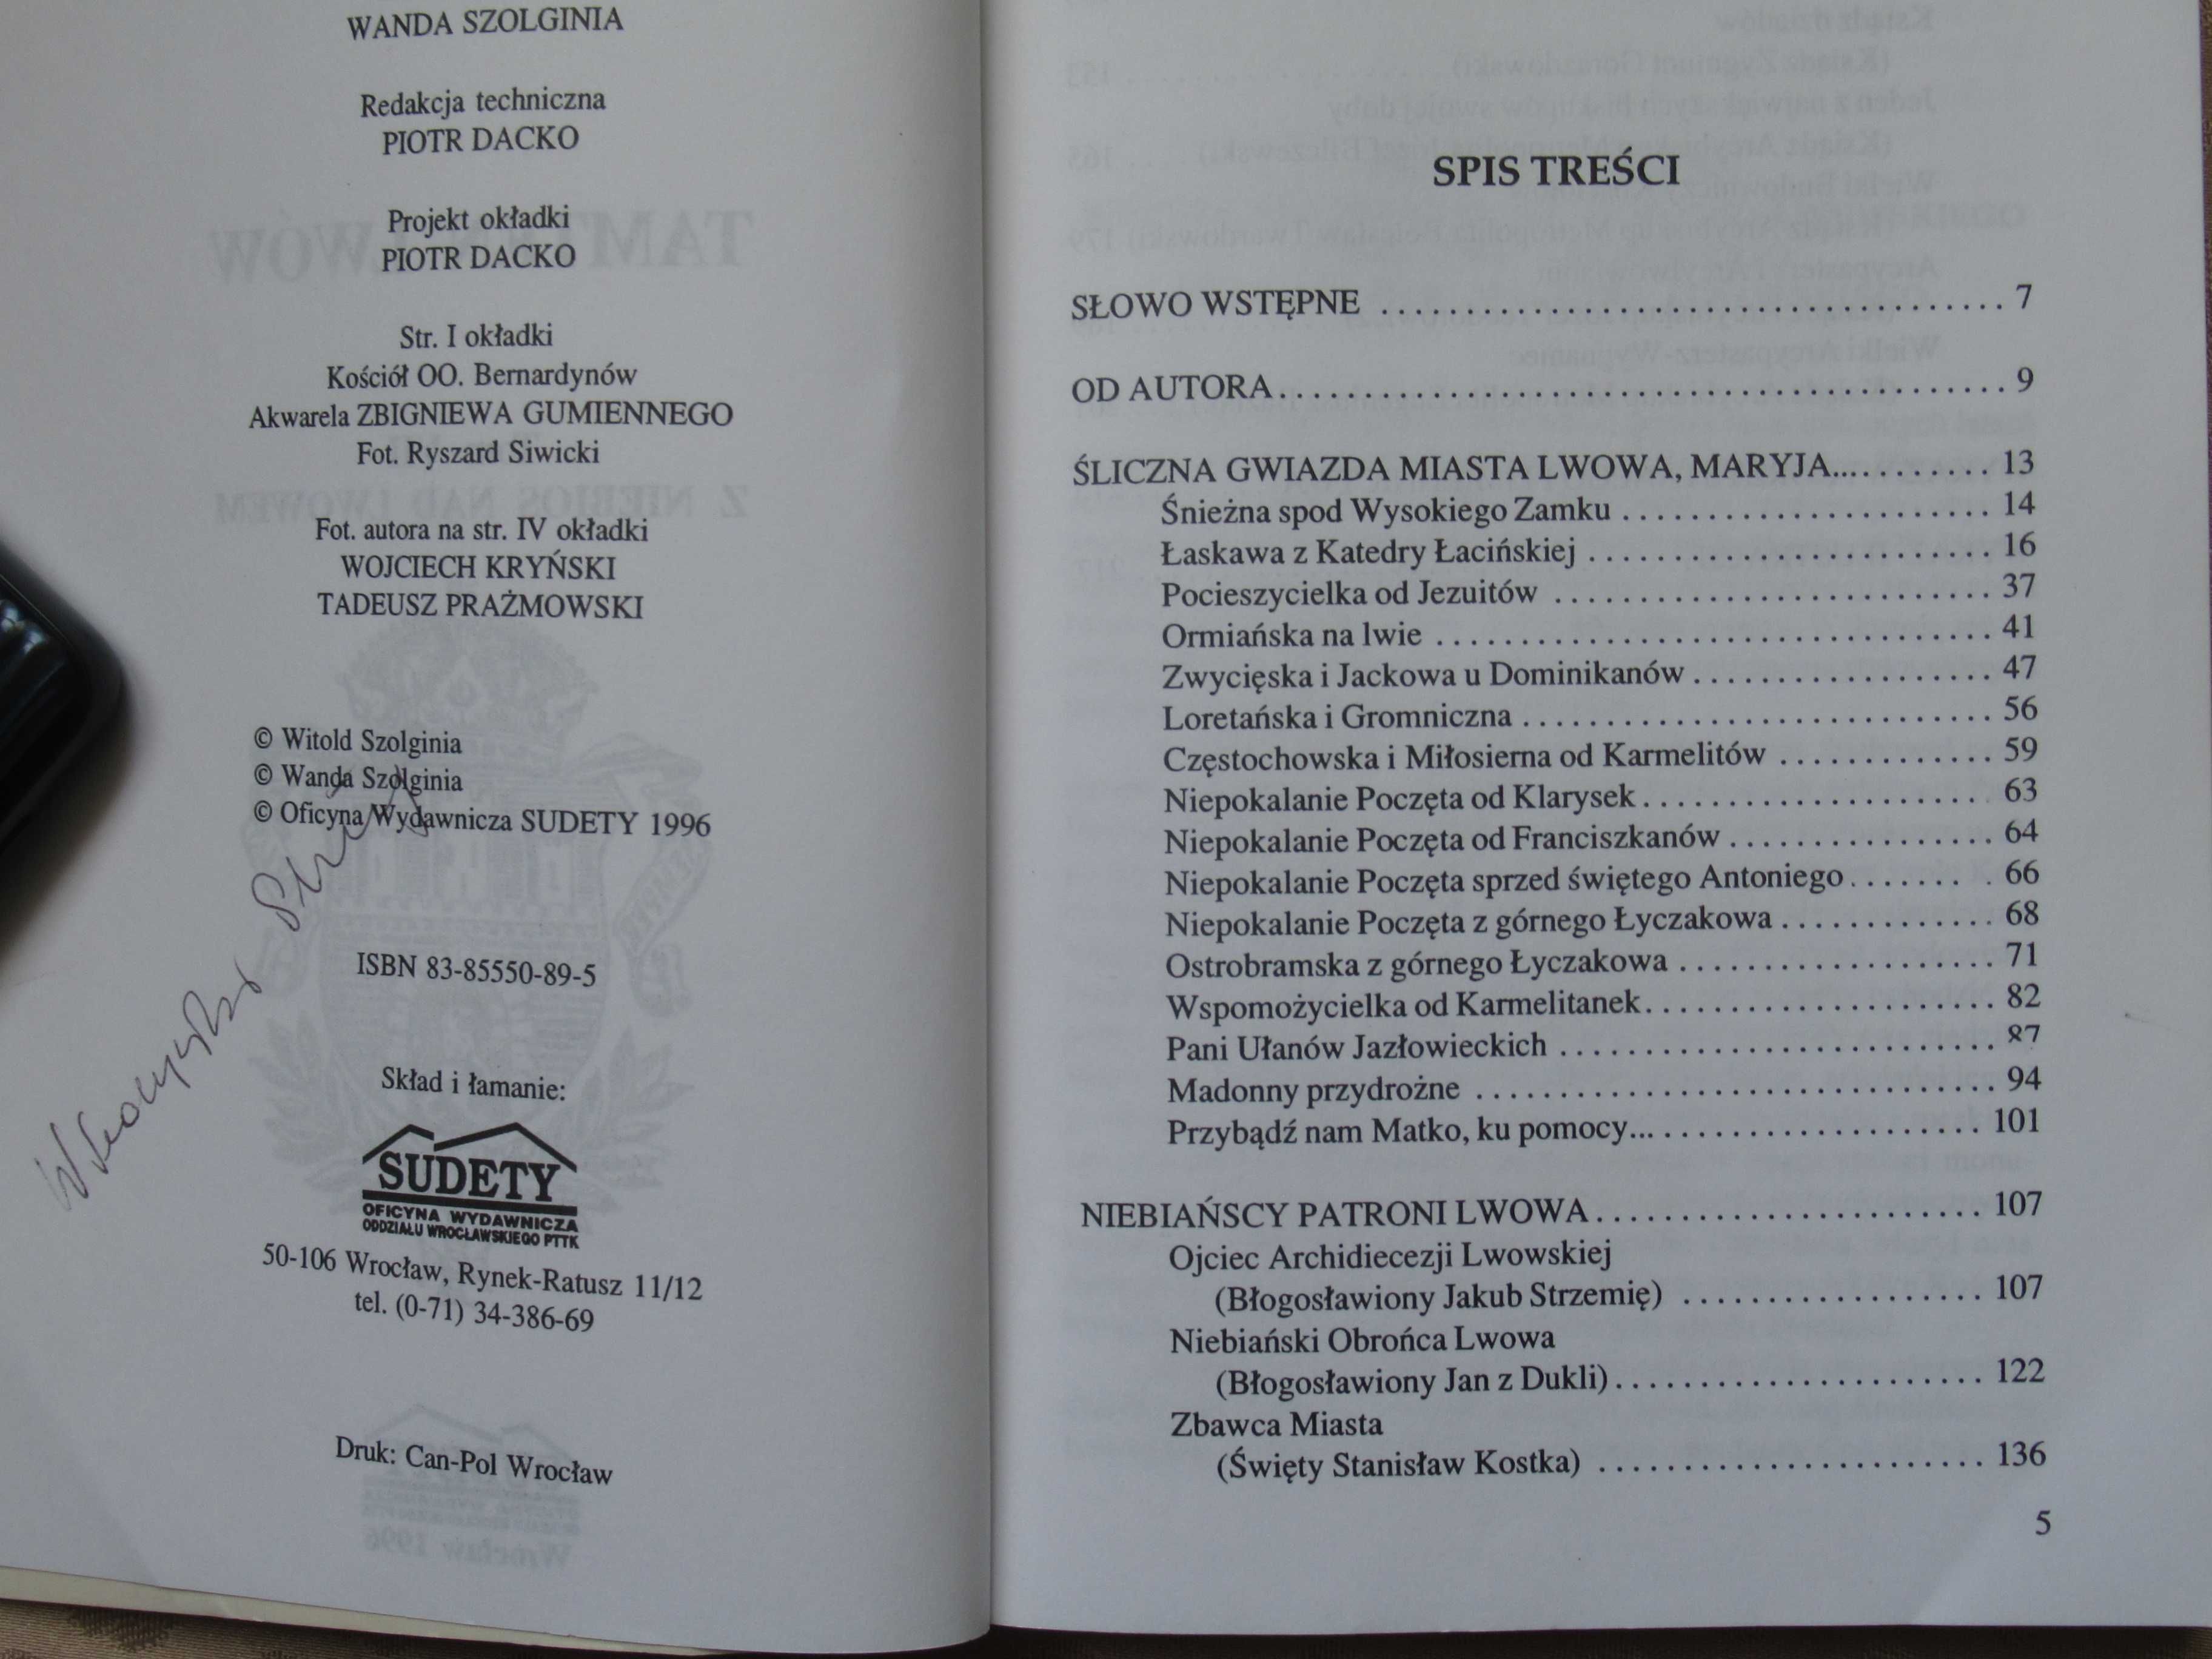 WANDA SZOLGINIA
Redakcja techniczna
PIOTR DACKO
Projekt okładki
PIOTR DACKO
Str. I okładki
Kościół OO. Bernardynów
Akwarela ZBIGNIEWA GUMIENNEGO
Fot. Ryszard Siwicki
Fot. autora na str. IV okładki
WOJCIECH KRYŃSKI
TADEUSZ PRAŻMOWSKI
© Witold Szolginia
© Wanda Szolginia
© Oficyna Wydawnicza SUDETY 1996
ISBN 83-85550-89-5
Skład i łamanie:
SUDETY
OFICYNA WYDAWNICZA
ODDZIAŁU WROCŁAWSKIEGO PTTK
50-106 Wrocław, Rynek-Ratusz 11/12
tel. (0-71) 34-386-69
Druk: Can-Pol Wrocław
SPIS TREŚCI
SŁOWO WSTĘPNE . . . . . . . . . . . . . . . . . . . . 7
OD AUTORA . . . . . . . . . . . . . . . . . . . . 9
ŚLICZNA GWIAZDA MIASTA LWOWA, MARYJA... . . . . . . . . . 13
Śnieżna spod Wysokiego Zamku . . . . . . . . . . . . . . . . 14
Łaskawa z Katedry Łacińskiej . . . . . . . . . . . . . . . . 16
Pocieszycielka od Jezuitów . . . . . . . . . . . . . . . . 37
Ormiańska na lwie . . . . . . . . . . . . . . . . 41
Zwycięska i Jackowa u Dominikanów . . . . . . . . . . . . . . . . 47
Loretańska i Gromniczna . . . . . . . . . . . . . . . . 56
Częstochowska i Miłosierna od Karmelitów . . . . . . . . . . . . . 59
Niepokalanie Poczęta od Klarysek . . . . . . . . . . . . . . . . 63
Niepokalanie Poczęta od Franciszkanów . . . . . . . . . . . . . . . . 64
Niepokalanie Poczęta sprzed świętego Antoniego . . . . . . . . 66
Niepokalanie Poczęta z górnego Łyczakowa . . . . . . . . . . . . . 68
Ostrobramska z górnego Łyczakowa . . . . . . . . . . . . . . . . 71
Wspomożycielka od Karmelitanek . . . . . . . . . . . . . . . . 82
Pani Ułanów Jazłowieckich . . . . . . . . . . . . . . . . 87
Madonny przydrożne . . . . . . . . . . . . . . . . 94
Przybądź nam Matko, ku pomocy... . . . . . . . . . . . . . . . . 101
NIEBIAŃSCY PATRONI LWOWA . . . . . . . . . . . . . . . . 107
Ojciec Archidiecezji Lwowskiej
(Błogosławiony Jakub Strzemię) . . . . . . . . . . . . . . . . 107
Niebiański Obrońca Lwowa
(Błogosławiony Jan z Dukli) . . . . . . . . . . . . . . . . 122
Zbawca Miasta
(Święty Stanisław Kostka) . . . . . . . . . . . . . . . . 136
5